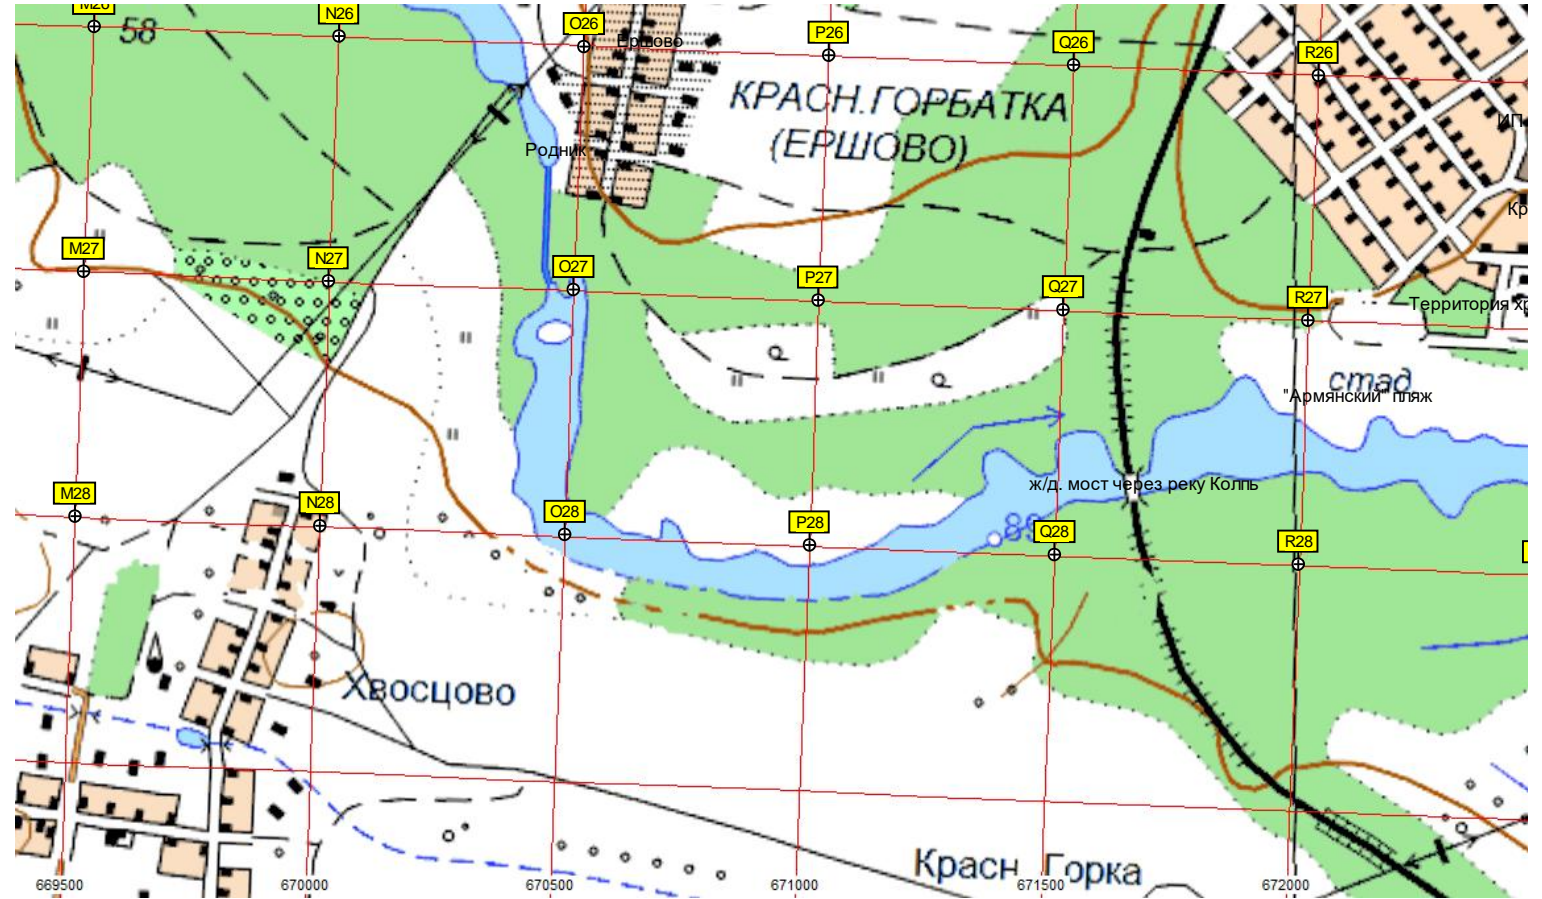 M26
N26
O26
P26
Q26
R26
58
Ершово
КРАСН.ГОРБАТКА
(ЕРШОВО)
Родник
ИП
Кр
M27
N27
O27
P27
Q27
R27
Территория хр
стад.
"Армянский" пляж
ж/д. мост через реку Колпь
M28
N28
O28
P28
Q28
R28
Хвосцово
Красн. Горка
669500
670000
670500
671000
671500
672000